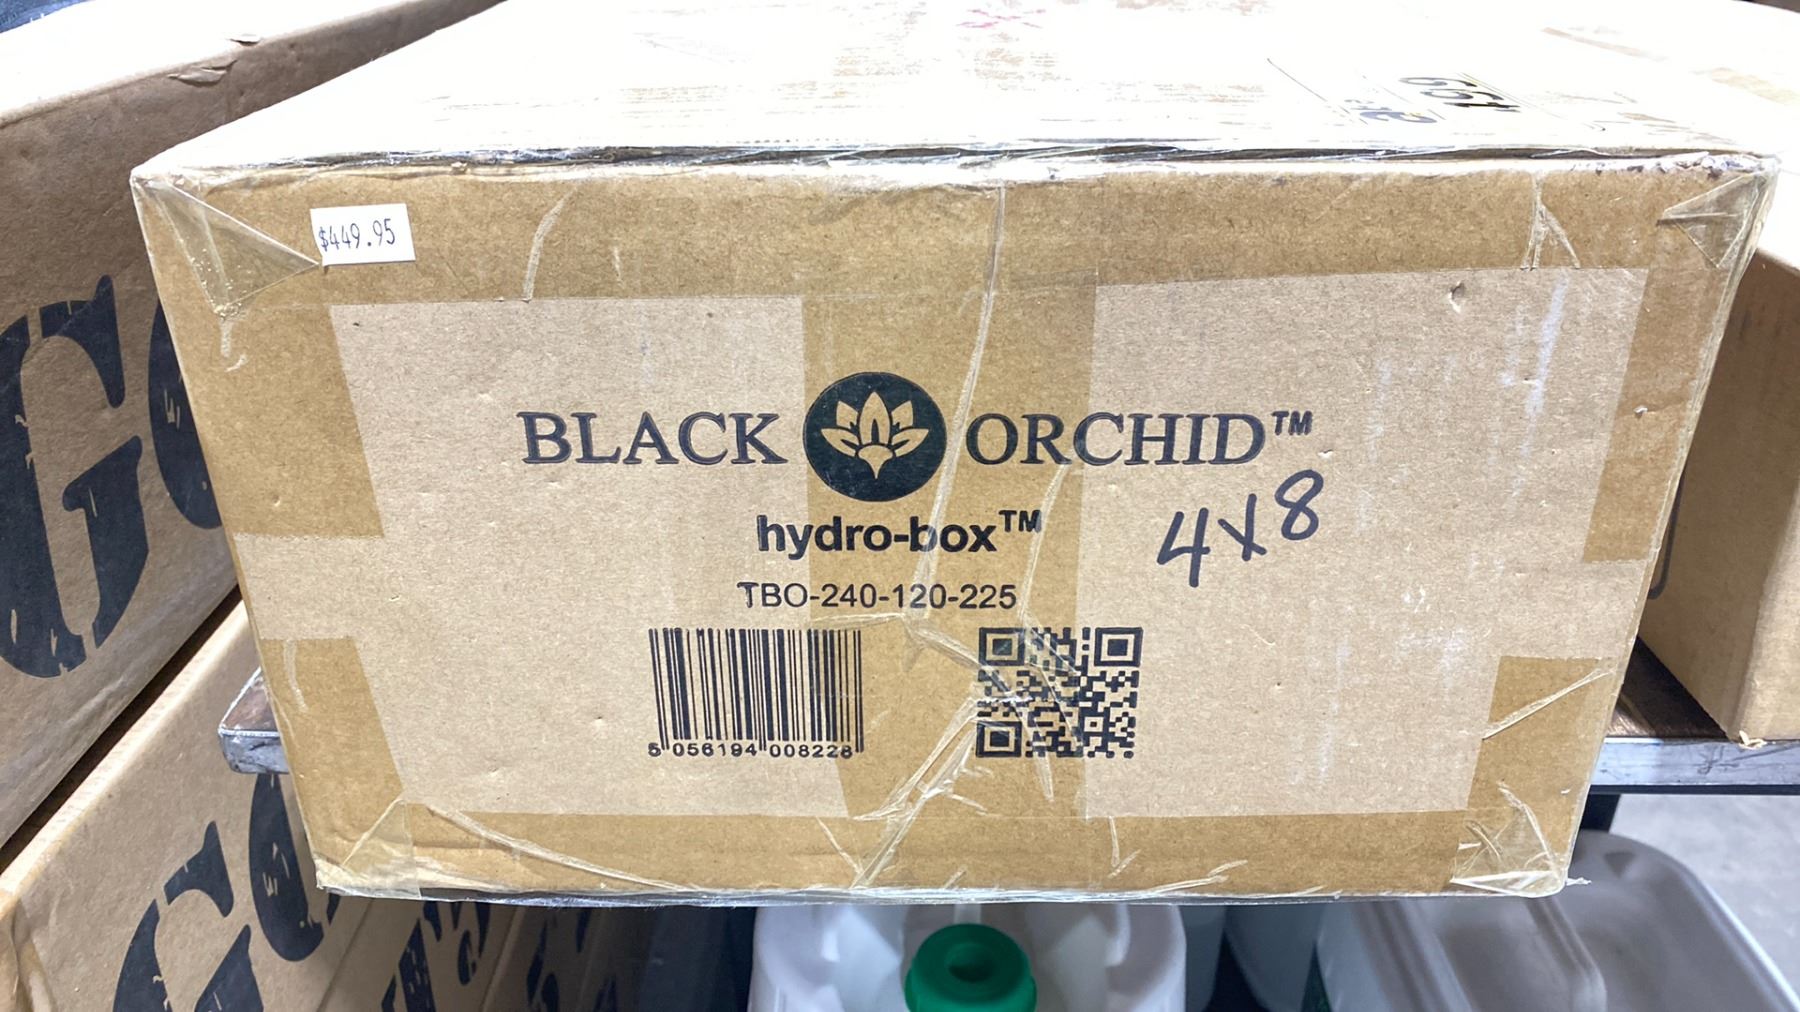 $449.95
BLACK ORCHID™
hydro-box™
4x8
TBO-240-120-225
5 056194 008228